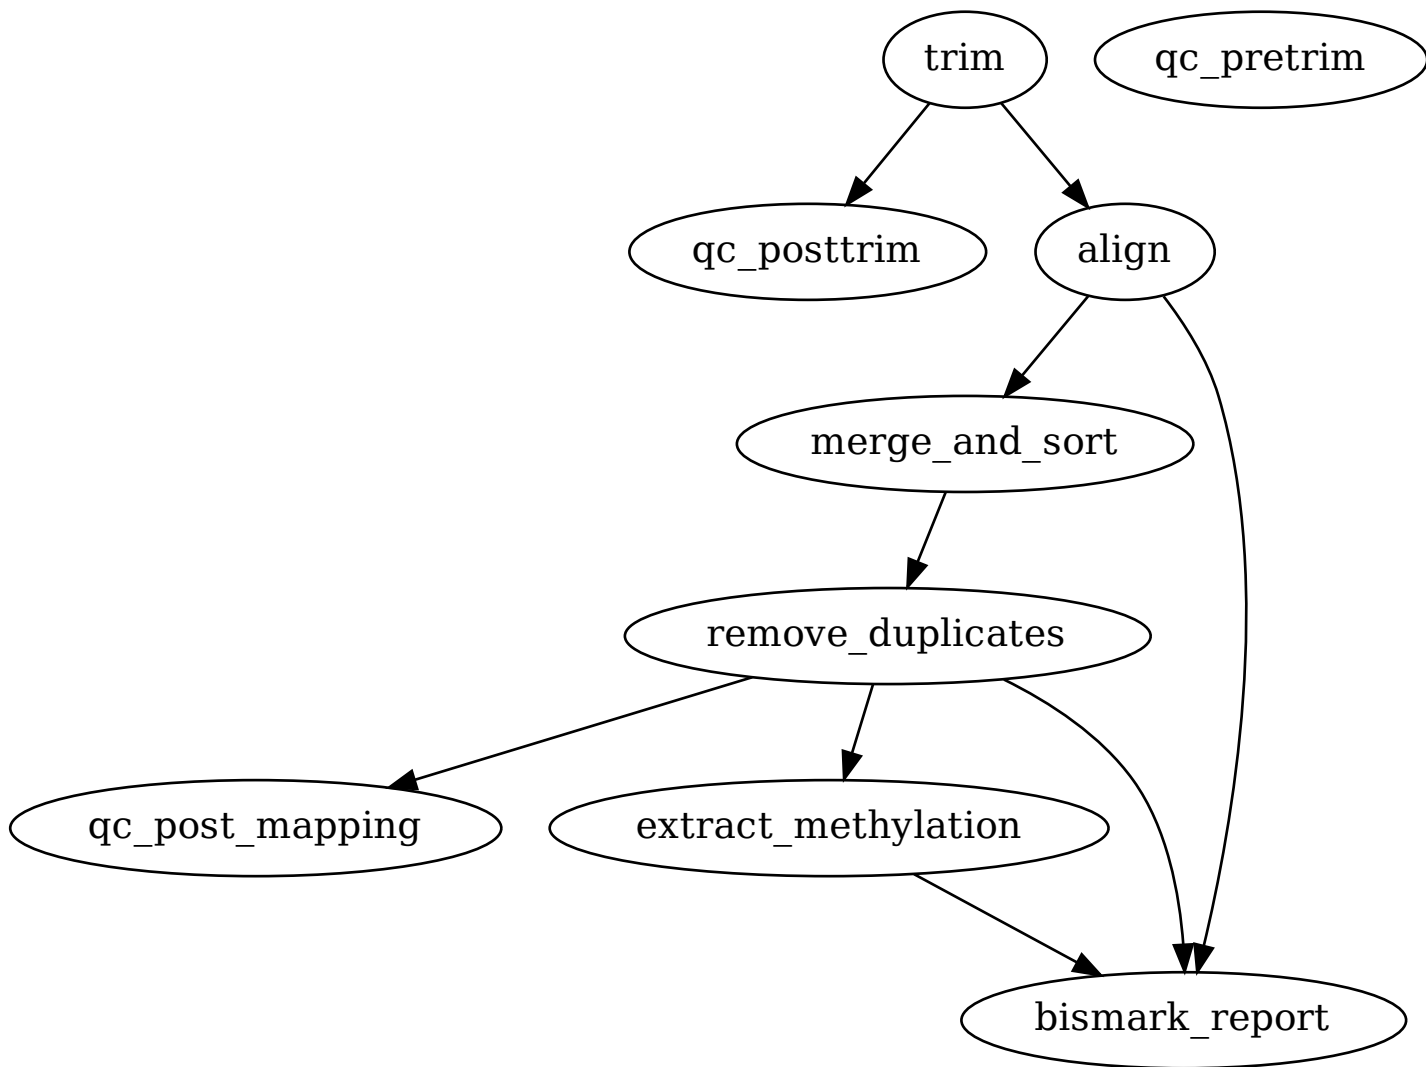 trim
qc_pretrim
qc_posttrim
align
merge_and_sort
remove_duplicates
qc_post_mapping
extract_methylation
bismark_report